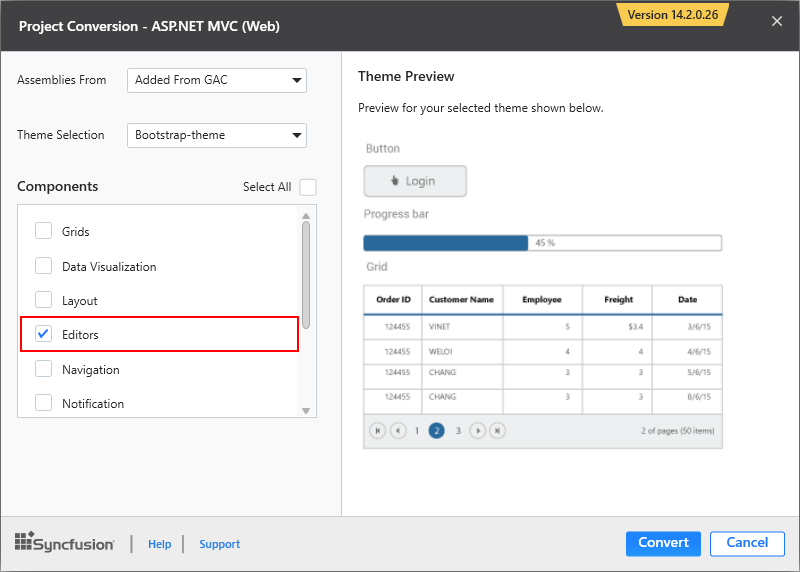 Project Conversion - ASP.NET MVC (Web)
Version 14.2.0.26
Assemblies From
Added From GAC
Theme Selection
Bootstrap-theme
Components
Select All
Grids
Data Visualization
Layout
Editors
Navigation
Notification
Theme Preview
Preview for your selected theme shown below.
Button
Login
Progress bar
45 %
Grid
Order ID Customer Name Employee Freight Date
124455 VINET 5 $3.4 3/6/15
124455 WELOI 4 4 4/6/15
124455 CHANG 3 3 5/6/15
124455 CHANG 3 3 8/6/15
1 2 3 2 of pages (50 items)
Syncfusion | Help | Support
Convert Cancel